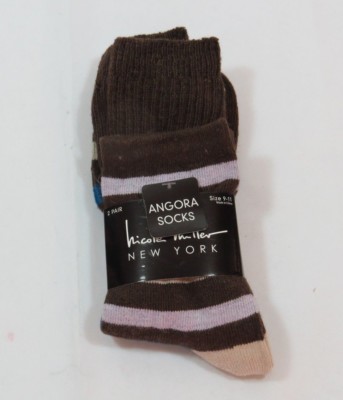 ANGORA
SOCKS
2 PAIR
Size 9-11
nicole miller
NEW YORK